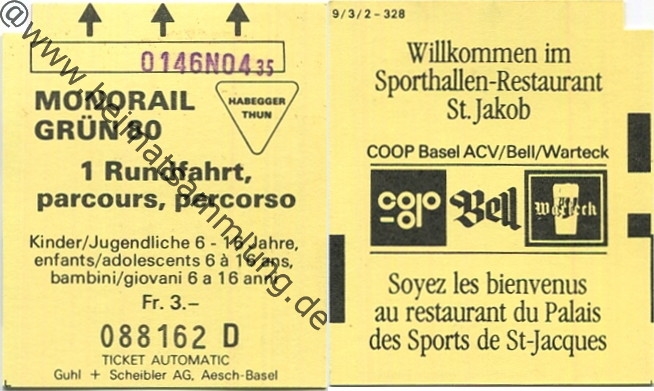 0146N0435
MONORAIL
GRÜN 80
HABEGGER
THUN
1 Rundfahrt,
parcours, percorso
Kinder/Jugendliche 6 - 16 Jahre,
enfants/adolescents 6 à 16 ans,
bambini/giovani 6 a 16 anni
Fr. 3.–
088162 D
TICKET AUTOMATIC
Guhl + Scheibler AG, Aesch-Basel
@www.heimatsammlung.de
9/3/2-328
Willkommen im
Sporthallen-Restaurant
St. Jakob
COOP Basel ACV/Bell/Warteck
coop Bell Warteck
Soyez les bienvenus
au restaurant du Palais
des Sports de St-Jacques